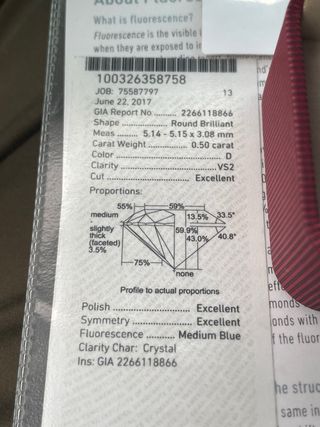 About Fluor
What is fluorescence?
Fluorescence is the visible l
when they are exposed to in
100326358758
JOB: 75587797 13
June 22, 2017
GIA Report No ......... 2266118866
Shape ................ Round Brilliant
Meas ....... 5.14 - 5.15 x 3.08 mm
Carat Weight ............ 0.50 carat
Color .................................. D
Clarity .............................. VS2
Cut ............................ Excellent
Proportions:
55% 59%
medium - slightly thick (faceted) 3.5%
13.5% 33.5°
59.9%
43.0% 40.8°
75%
none
Profile to actual proportions
Polish ........................ Excellent
Symmetry .................. Excellent
Fluorescence .......... Medium Blue
Clarity Char: Crystal
Ins: GIA 2266118866
monds
onds with
f the fluor
he struc
same in